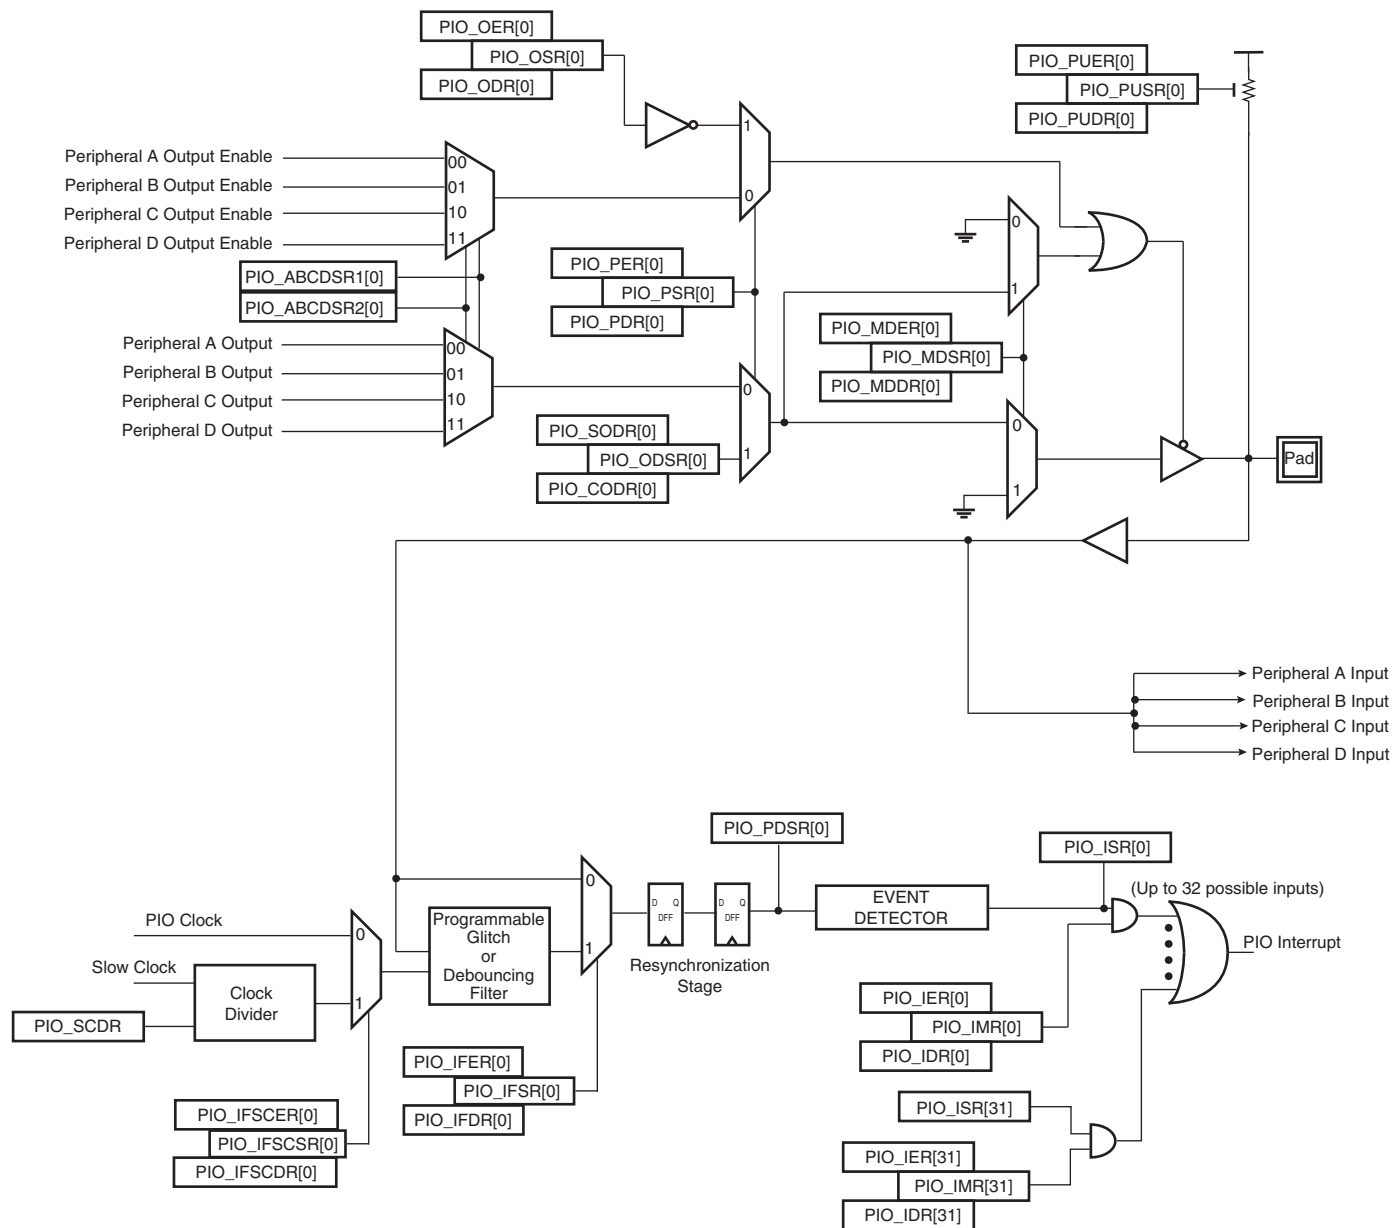 PIO_OER[0]
PIO_OSR[0]
PIO_ODR[0]
PIO_PUER[0]
PIO_PUSR[0]
PIO_PUDR[0]
1
0
Peripheral A Output Enable
Peripheral B Output Enable
Peripheral C Output Enable
Peripheral D Output Enable
00
01
10
11
PIO_ABCDSR1[0]
PIO_ABCDSR2[0]
PIO_PER[0]
PIO_PSR[0]
PIO_PDR[0]
0
1
PIO_MDER[0]
PIO_MDSR[0]
PIO_MDDR[0]
Peripheral A Output
Peripheral B Output
Peripheral C Output
Peripheral D Output
00
01
10
11
0
1
PIO_SODR[0]
PIO_ODSR[0]
PIO_CODR[0]
0
1
Pad
Peripheral A Input
Peripheral B Input
Peripheral C Input
Peripheral D Input
PIO_PDSR[0]
PIO_ISR[0]
(Up to 32 possible inputs)
0
1
D Q
DFF
D Q
DFF
Resynchronization
Stage
EVENT
DETECTOR
PIO Interrupt
PIO Clock
Slow Clock
Clock
Divider
PIO_SCDR
0
1
Programmable
Glitch
or
Debouncing
Filter
PIO_IER[0]
PIO_IMR[0]
PIO_IDR[0]
PIO_IFER[0]
PIO_IFSR[0]
PIO_IFDR[0]
PIO_IFSCER[0]
PIO_IFSCSR[0]
PIO_IFSCDR[0]
PIO_ISR[31]
PIO_IER[31]
PIO_IMR[31]
PIO_IDR[31]